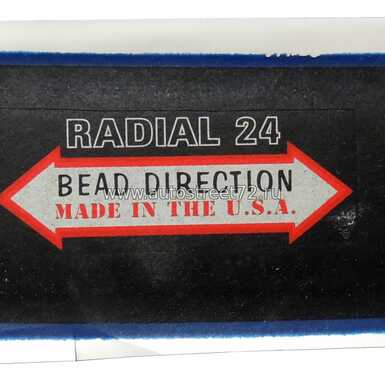 RADIAL 24
BEAD DIRECTION
www.autostreet72.ru
MADE IN THE U.S.A.